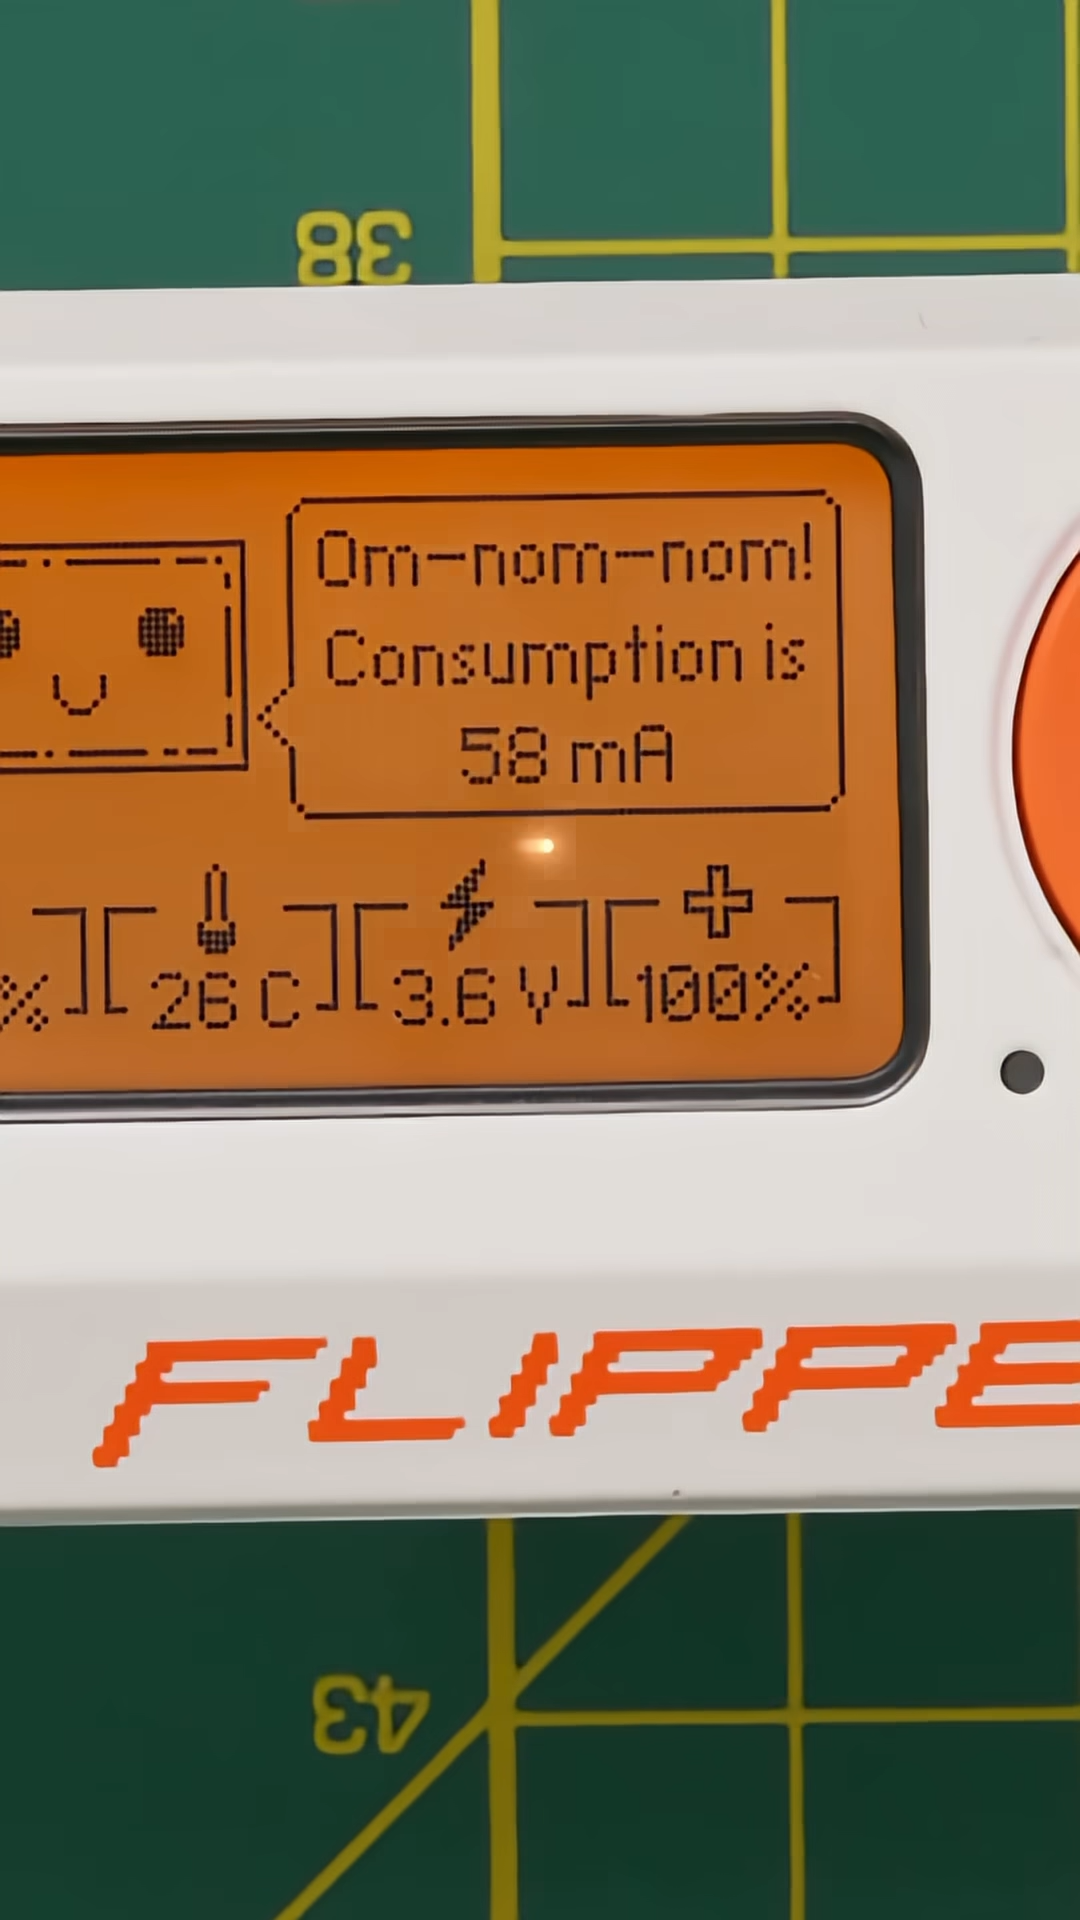 38
Om-nom-nom!
Consumption is
58 mA
% 26 C 3.6 V 100%
FLIPPE
43